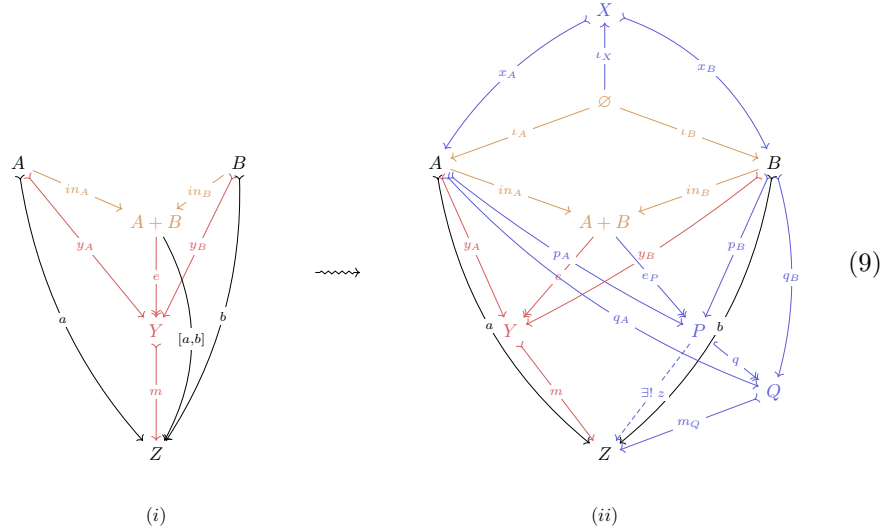 X
x_A
ι_X
x_B
∅
ι_A
ι_B
A
B
A
B
in_A
in_B
in_A
in_B
A + B
A + B
y_A
y_B
y_A
p_A
y_B
p_B
e
e
e_P
q_B
(9)
a
Y
[a,b]
b
a
Y
q_A
P
b
q
m
m
∃! z
Q
m_Q
Z
Z
(i)
(ii)